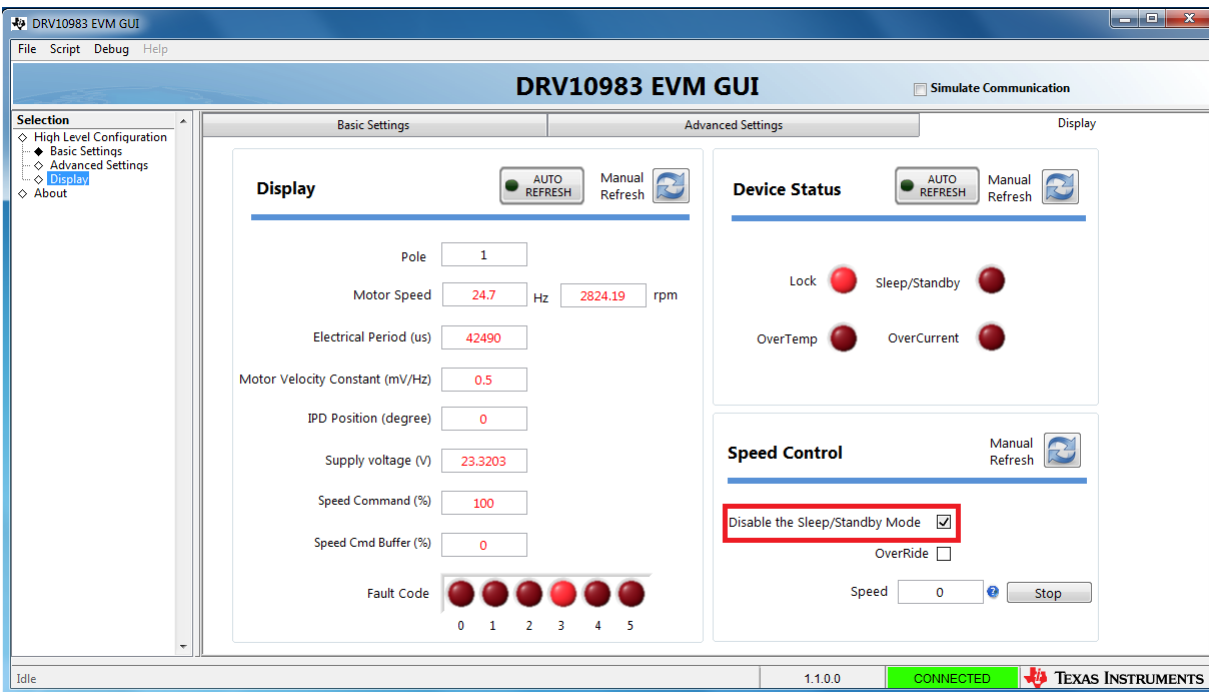 DRV10983 EVM GUI
File Script Debug Help
DRV10983 EVM GUI
Simulate Communication
Selection
High Level Configuration
Basic Settings
Advanced Settings
Display
About
Basic Settings
Advanced Settings
Display
Display
AUTO
REFRESH
Manual
Refresh
Pole 1
Motor Speed 24.7 Hz 2824.19 rpm
Electrical Period (us) 42490
Motor Velocity Constant (mV/Hz) 0.5
IPD Position (degree) 0
Supply voltage (V) 23.3203
Speed Command (%) 100
Speed Cmd Buffer (%) 0
Fault Code
0 1 2 3 4 5
Device Status
AUTO
REFRESH
Manual
Refresh
Lock Sleep/Standby
OverTemp OverCurrent
Speed Control
Manual
Refresh
Disable the Sleep/Standby Mode
OverRide
Speed 0 ? Stop
Idle 1.1.0.0 CONNECTED TEXAS INSTRUMENTS